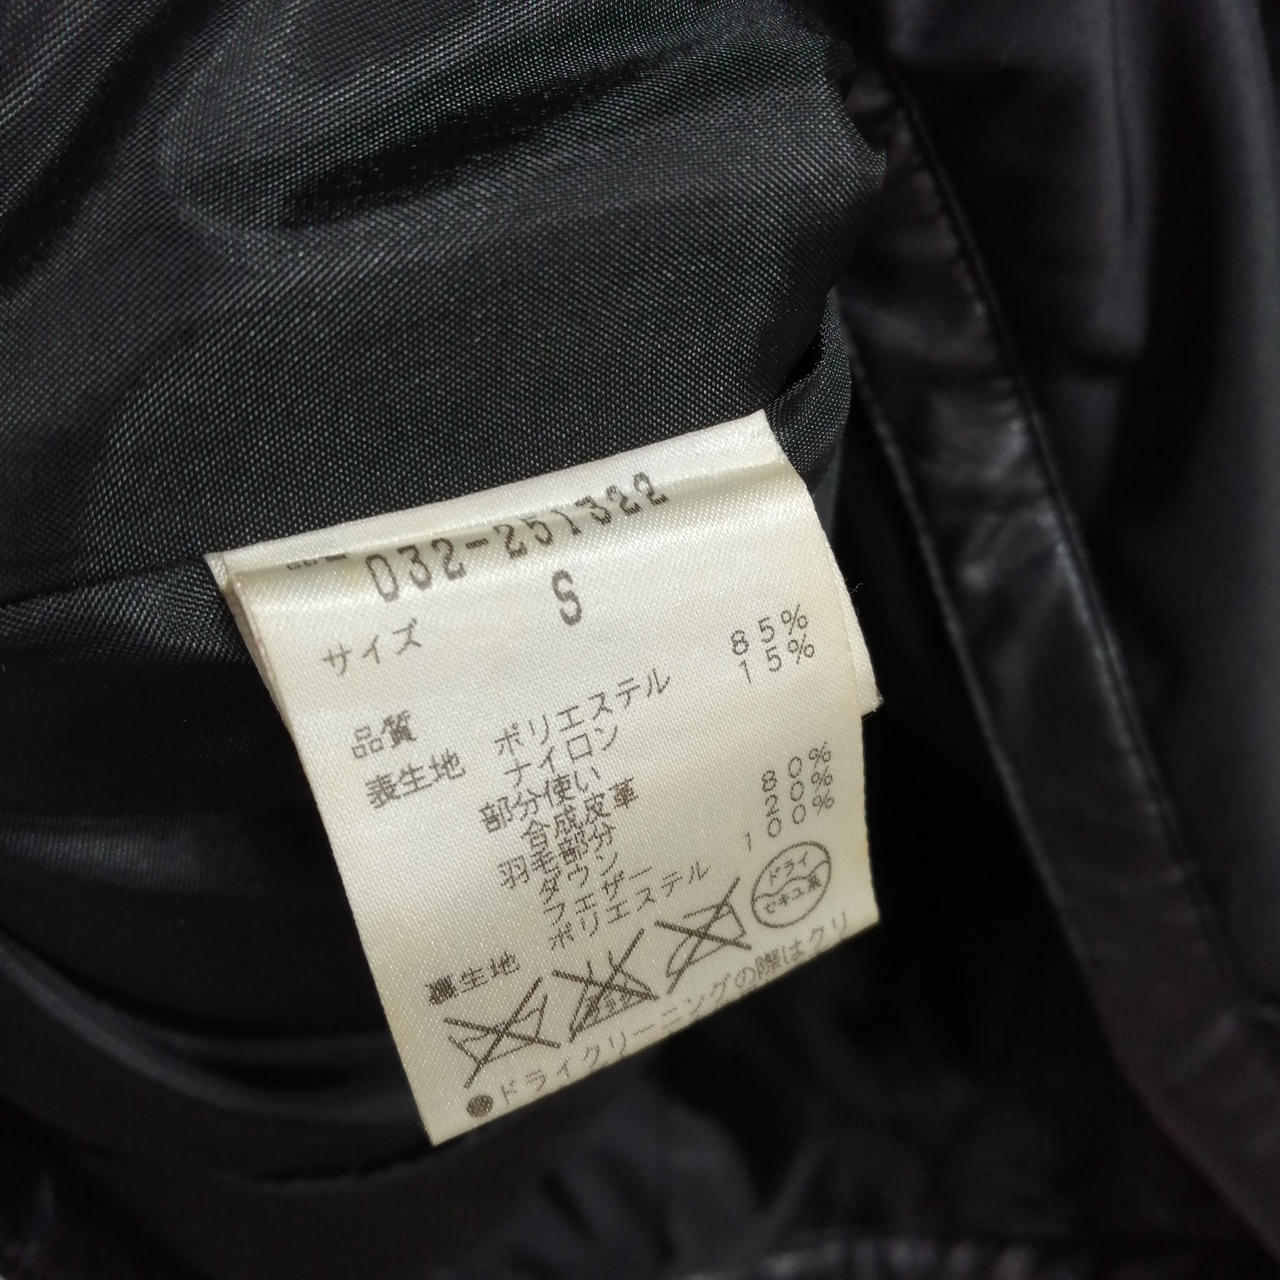 032-251322
サイズ S
品質
表生地 ポリエステル 85%
ナイロン 15%
部分使い
合成皮革
羽毛部分
ダウン 80%
フェザー 20%
裏生地 ポリエステル 100%
ドライ
セキユ系
●ドライクリーニングの際はクリ